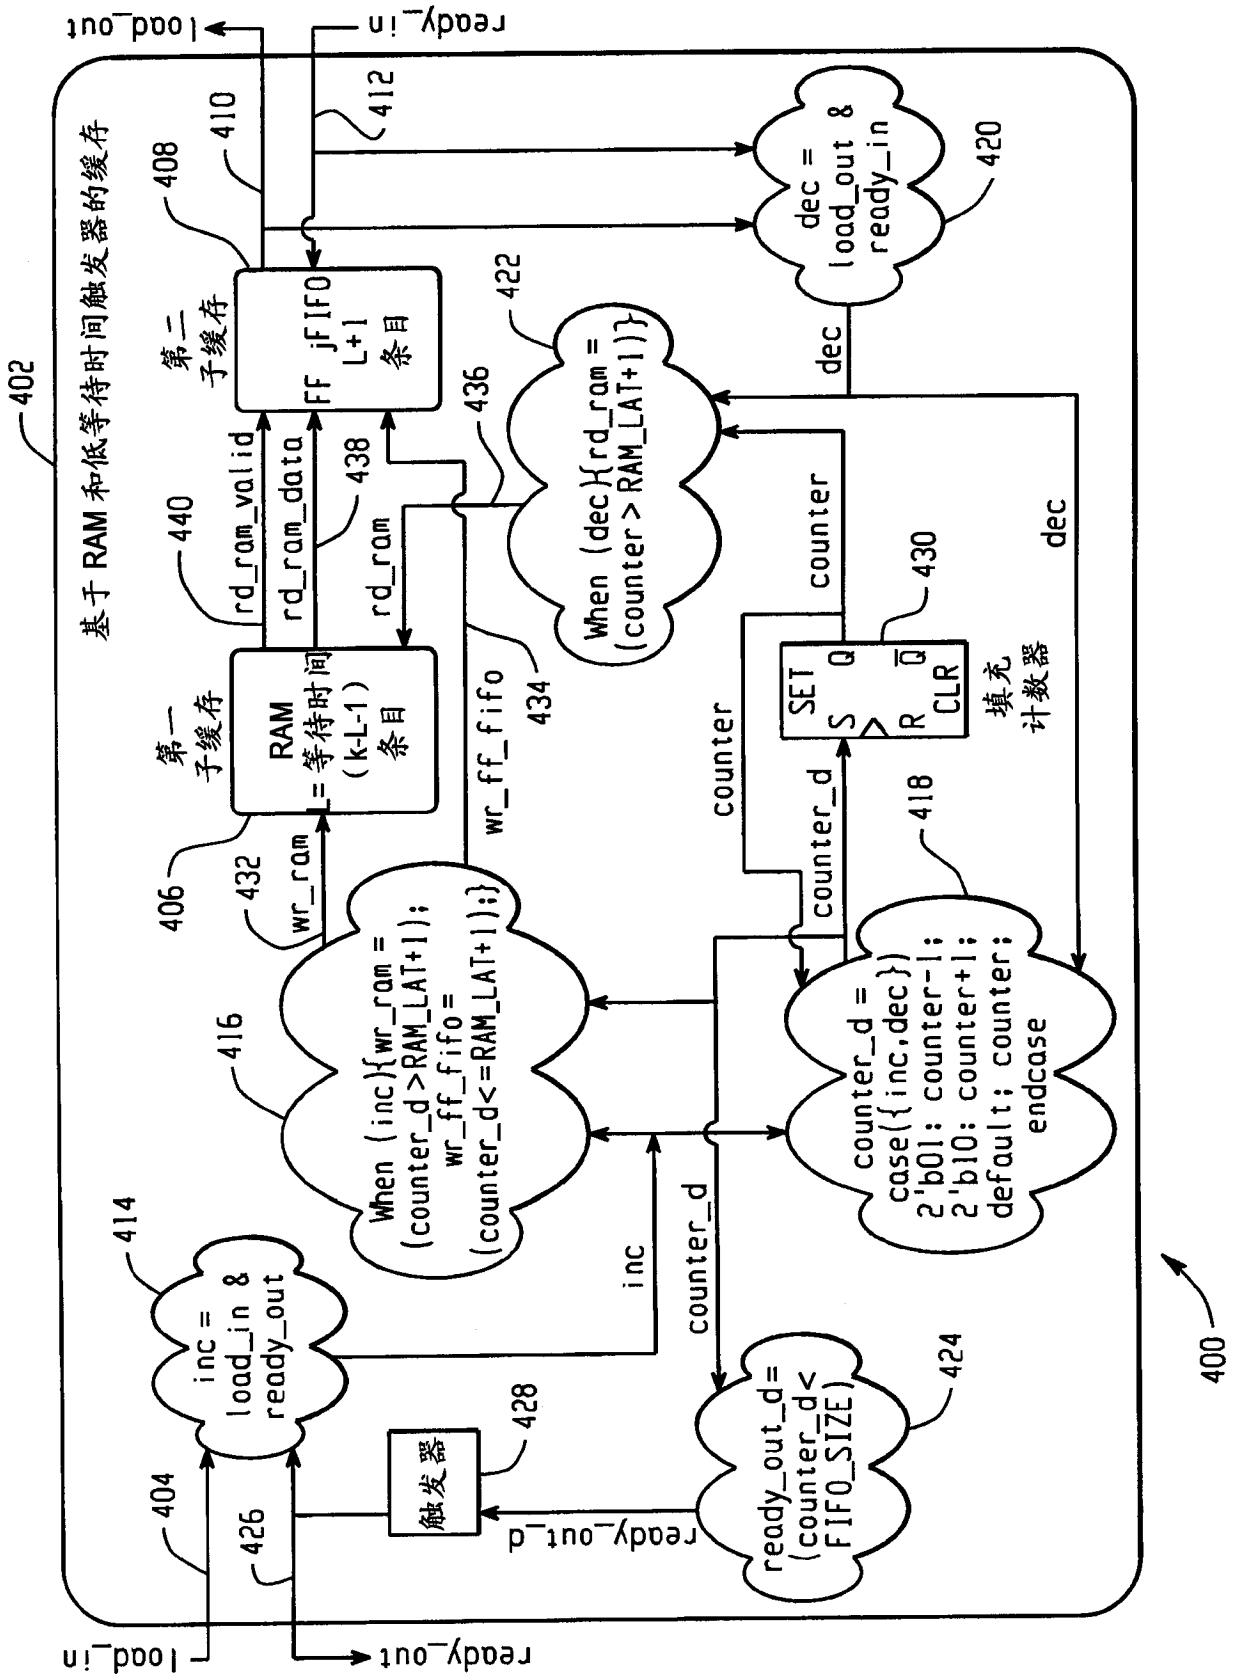 402
基于 RAM 和低等待时间触发器的缓存
load_in
404
426
ready_out
inc =
load_in &
ready_out
414
触发器
428
ready_out_d
ready_out_d=
(counter_d<
FIFO_SIZE)
424
inc
counter_d
416
When (inc){wr_ram =
(counter_d >RAM_LAT+1);
wr_ff_fifo =
(counter_d<=RAM_LAT+1);}
432
wr_ram
406
第一
子缓存
RAM
L=等待时间
(k-L-1)
条目
wr_ff_fifo
434
440
rd_ram_valid
rd_ram_data
438
rd_ram
436
第二
子缓存
FF jFIFO
L+1
条目
408
410
load_out
412
ready_in
When (dec){rd_ram =
(counter > RAM_LAT+1)}
422
dec =
load_out &
ready_in
420
dec
counter
counter
counter_d
SET
S Q
R Q
CLR
430
填充
计数器
418
counter_d =
case({inc,dec})
2'b01: counter-1;
2'b10: counter+1;
default; counter;
endcase
dec
400